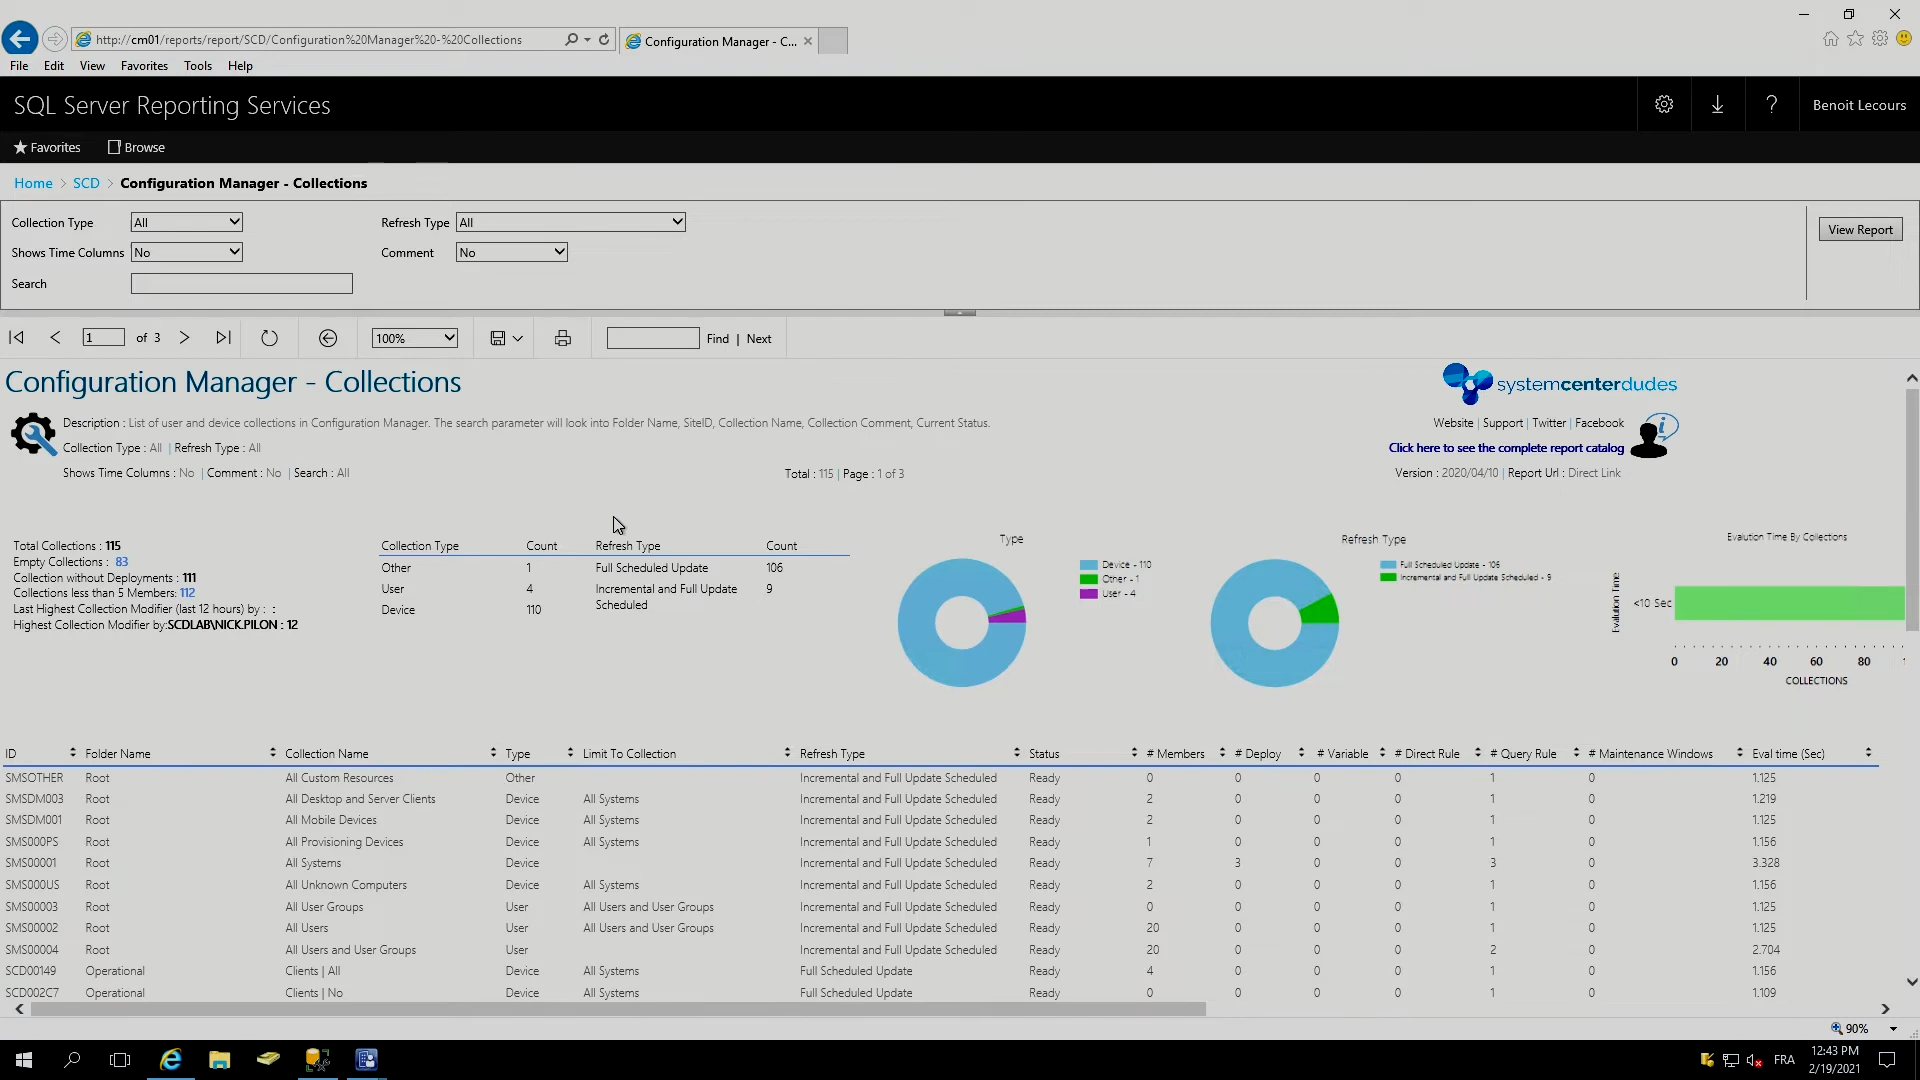 http://cm01/reports/report/SCD/Configuration%20Manager%20-%20Collections
Configuration Manager - C...
File Edit View Favorites Tools Help
SQL Server Reporting Services
Benoit Lecours
Favorites Browse
Home > SCD > Configuration Manager - Collections
Collection Type All Refresh Type All
View Report
Shows Time Columns No Comment No
Search
1 of 3 100% Find | Next
Configuration Manager - Collections
systemcenterdudes
Description : List of user and device collections in Configuration Manager. The search parameter will look into Folder Name, SiteID, Collection Name, Collection Comment, Current Status.
Website | Support | Twitter | Facebook
Collection Type : All | Refresh Type : All
Click here to see the complete report catalog
Shows Time Columns : No | Comment : No | Search : All
Total : 115 | Page : 1 of 3
Version : 2020/04/10 | Report Url : Direct Link
Total Collections : 115
Empty Collections : 83
Collection without Deployments : 111
Collections less than 5 Members: 112
Last Highest Collection Modifier (last 12 hours) by : :
Highest Collection Modifier by:SCDLAB\NICK.PILON : 12
Collection Type Count
Other 1
User 4
Device 110
Refresh Type Count
Full Scheduled Update 106
Incremental and Full Update Scheduled 9
Type
Device - 110
Other - 1
User - 4
Refresh Type
Full Scheduled Update - 106
Incremental and Full Update Scheduled - 9
Evalution Time By Collections
Evalution Time
<10 Sec
0 20 40 60 80 1
COLLECTIONS
ID Folder Name Collection Name Type Limit To Collection Refresh Type Status # Members # Deploy # Variable # Direct Rule # Query Rule # Maintenance Windows Eval time (Sec)
SMSOTHER Root All Custom Resources Other Incremental and Full Update Scheduled Ready 0 0 0 0 1 0 1.125
SMSDM003 Root All Desktop and Server Clients Device All Systems Incremental and Full Update Scheduled Ready 2 0 0 0 1 0 1.219
SMSDM001 Root All Mobile Devices Device All Systems Incremental and Full Update Scheduled Ready 2 0 0 0 1 0 1.125
SMS000PS Root All Provisioning Devices Device All Systems Incremental and Full Update Scheduled Ready 1 0 0 0 1 0 1.156
SMS00001 Root All Systems Device Incremental and Full Update Scheduled Ready 7 3 0 0 3 0 3.328
SMS000US Root All Unknown Computers Device All Systems Incremental and Full Update Scheduled Ready 2 0 0 0 1 0 1.156
SMS00003 Root All User Groups User All Users and User Groups Incremental and Full Update Scheduled Ready 0 0 0 0 1 0 1.125
SMS00002 Root All Users User All Users and User Groups Incremental and Full Update Scheduled Ready 20 0 0 0 1 0 1.125
SMS00004 Root All Users and User Groups User Incremental and Full Update Scheduled Ready 20 0 0 0 2 0 2.704
SCD00149 Operational Clients | All Device All Systems Full Scheduled Update Ready 4 0 0 0 1 0 1.156
SCD002C7 Operational Clients | No Device All Systems Full Scheduled Update Ready 0 0 0 0 1 0 1.109
90%
FRA
12:43 PM
2/19/2021